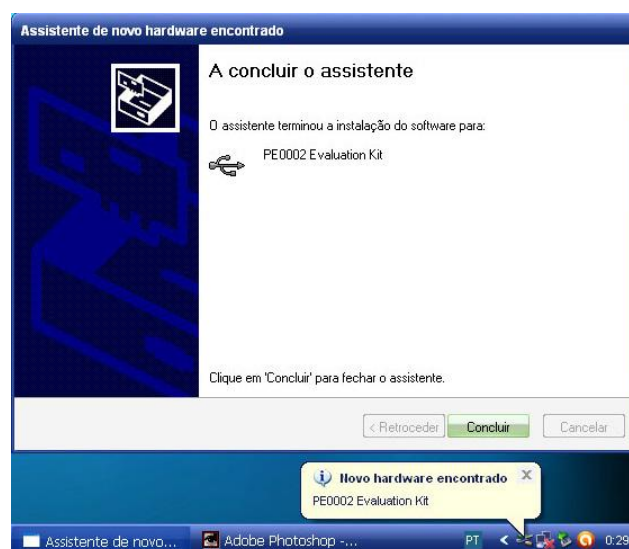 Assistente de novo hardware encontrado
A concluir o assistente
O assistente terminou a instalação do software para:
PE0002 Evaluation Kit
Clique em 'Concluir' para fechar o assistente.
< Retroceder Concluir Cancelar
Novo hardware encontrado
PE0002 Evaluation Kit
Assistente de novo... Adobe Photoshop -... PT 0:29